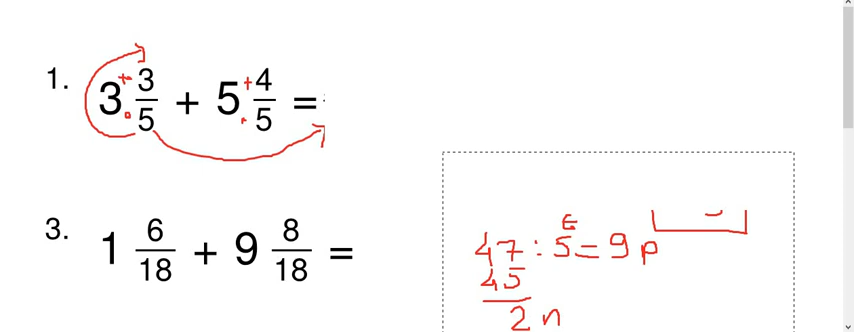 1. 3 + 3/5 + 5 + 4/5 =
3. 1 6/18 + 9 8/18 =
47 : 5 = 9 p
45
2 n